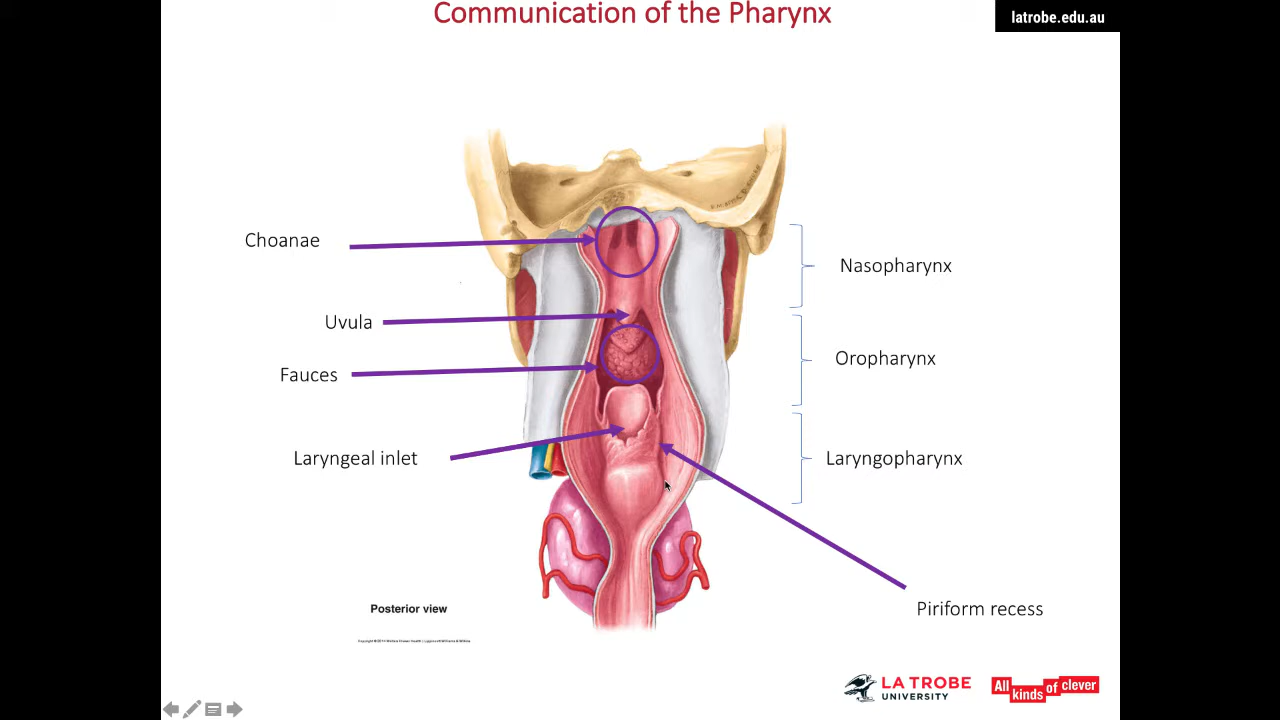 Communication of the Pharynx
latrobe.edu.au
Choanae
Nasopharynx
Uvula
Oropharynx
Fauces
Laryngeal inlet
Laryngopharynx
Piriform recess
Posterior view
LA TROBE
UNIVERSITY
All
kinds of clever